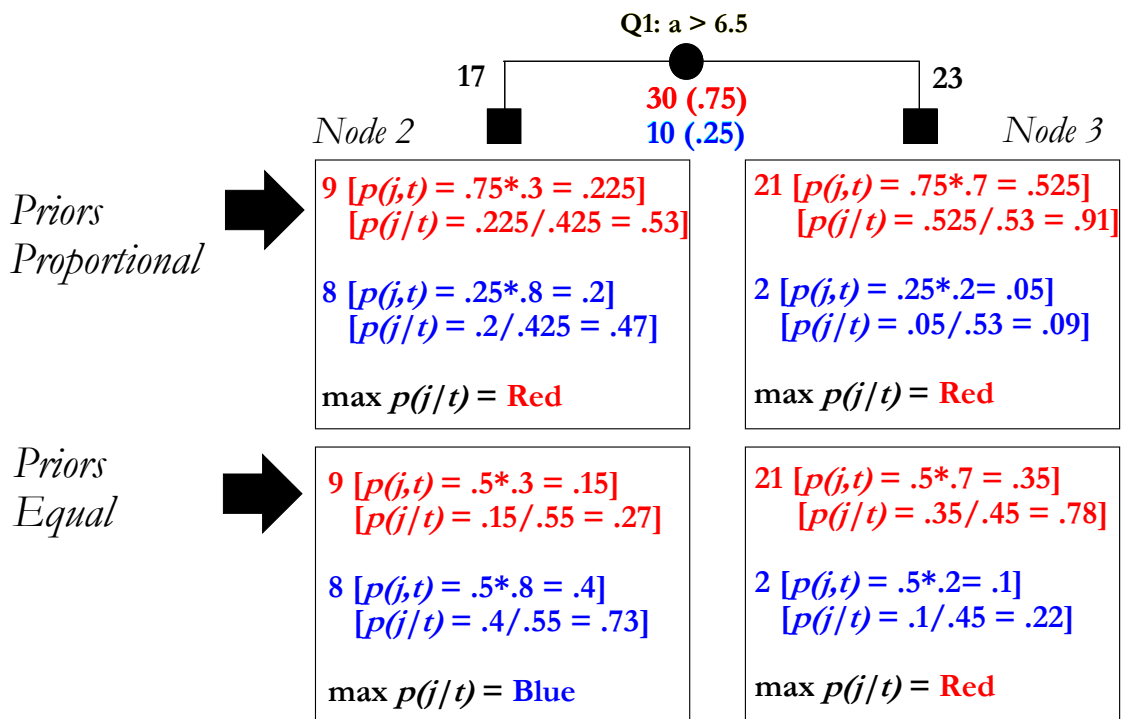 Q1: a > 6.5
17
23
30 (.75)
10 (.25)
Node 2
Node 3
Priors
Proportional
9 [p(j,t) = .75*.3 = .225]
[p(j/t) = .225/.425 = .53]
8 [p(j,t) = .25*.8 = .2]
[p(j/t) = .2/.425 = .47]
max p(j/t) = Red
21 [p(j,t) = .75*.7 = .525]
[p(j/t) = .525/.53 = .91]
2 [p(j,t) = .25*.2= .05]
[p(j/t) = .05/.53 = .09]
max p(j/t) = Red
Priors
Equal
9 [p(j,t) = .5*.3 = .15]
[p(j/t) = .15/.55 = .27]
8 [p(j,t) = .5*.8 = .4]
[p(j/t) = .4/.55 = .73]
max p(j/t) = Blue
21 [p(j,t) = .5*.7 = .35]
[p(j/t) = .35/.45 = .78]
2 [p(j,t) = .5*.2= .1]
[p(j/t) = .1/.45 = .22]
max p(j/t) = Red